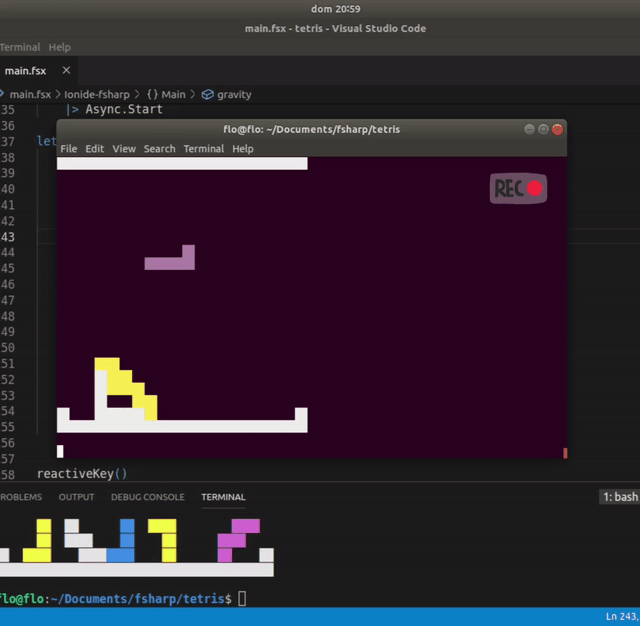 dom 20:59
main.fsx - tetris - Visual Studio Code
Terminal Help
main.fsx ×
main.fsx > Ionide-fsharp > {} Main > gravity
35 |> Async.Start
36
37 let
38
39
40
41
42
43
44
45
46
47
48
49
50
51
52
53
54
55
56
57
58 reactiveKey()
flo@flo: ~/Documents/fsharp/tetris
File Edit View Search Terminal Help
REC
ROBLEMS OUTPUT DEBUG CONSOLE TERMINAL 1: bash
flo@flo:~/Documents/fsharp/tetris$
Ln 243,